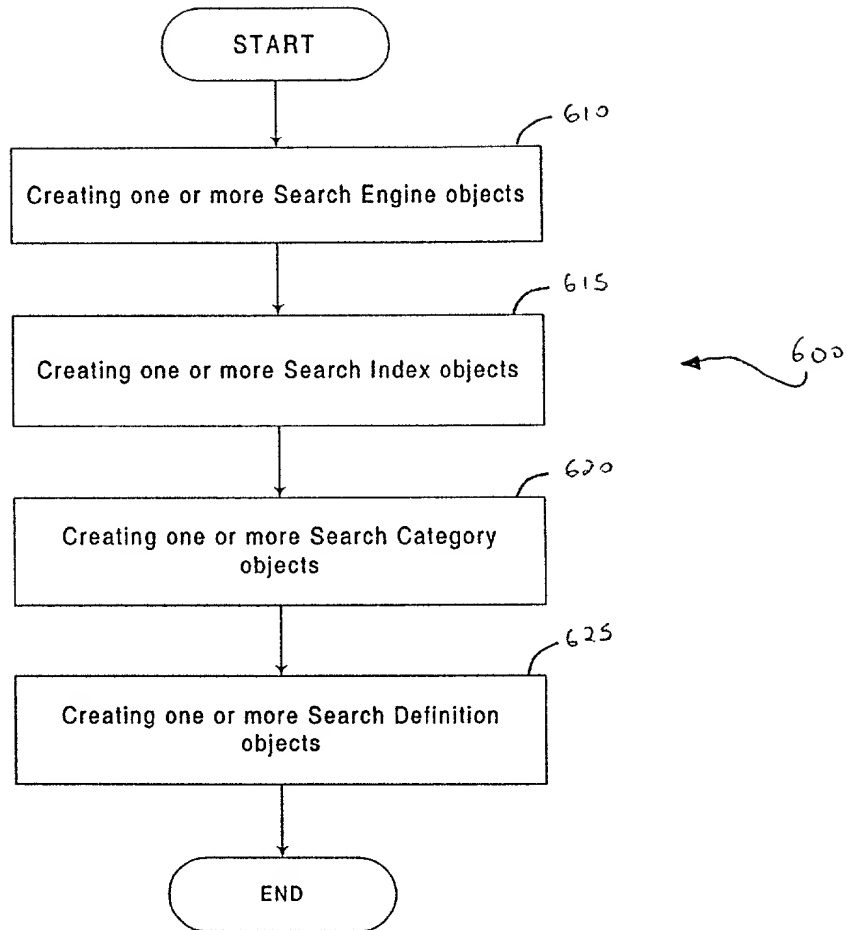 START
610
Creating one or more Search Engine objects
615
Creating one or more Search Index objects
600
620
Creating one or more Search Category
objects
625
Creating one or more Search Definition
objects
END